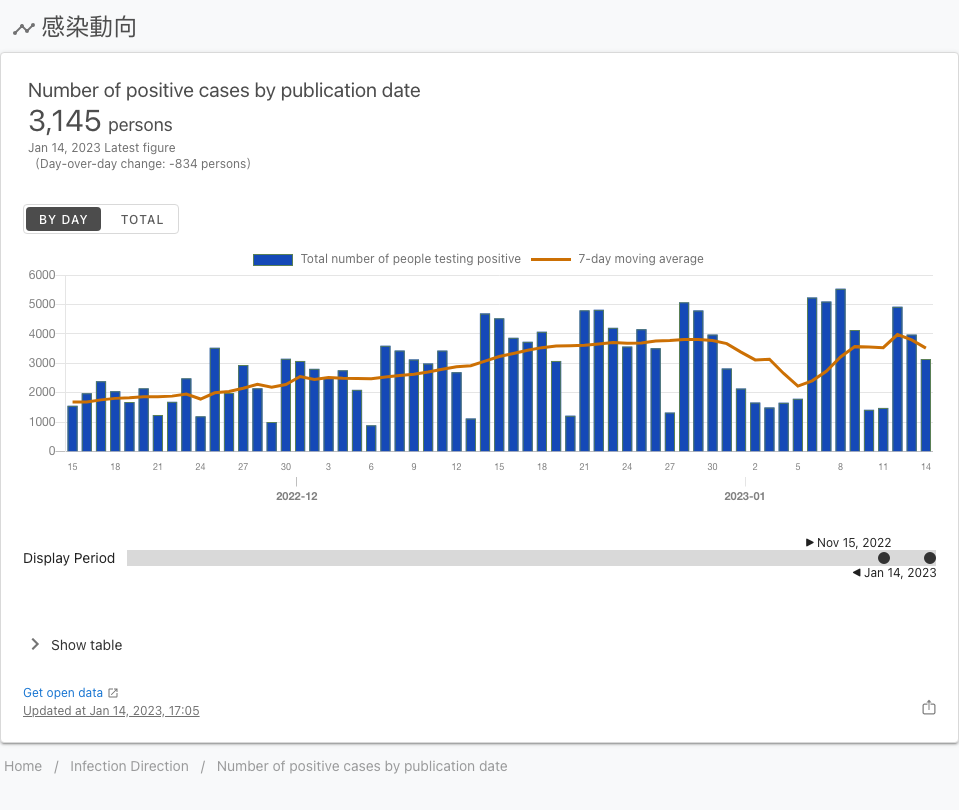 感染動向
Number of positive cases by publication date
3,145 persons
Jan 14, 2023 Latest figure
(Day-over-day change: -834 persons)
BY DAY TOTAL
Total number of people testing positive 7-day moving average
6000
5000
4000
3000
2000
1000
0
15 18 21 24 27 30 3 6 9 12 15 18 21 24 27 30 2 5 8 11 14
2022-12 2023-01
Nov 15, 2022
Display Period
Jan 14, 2023
Show table
Get open data
Updated at Jan 14, 2023, 17:05
Home / Infection Direction / Number of positive cases by publication date